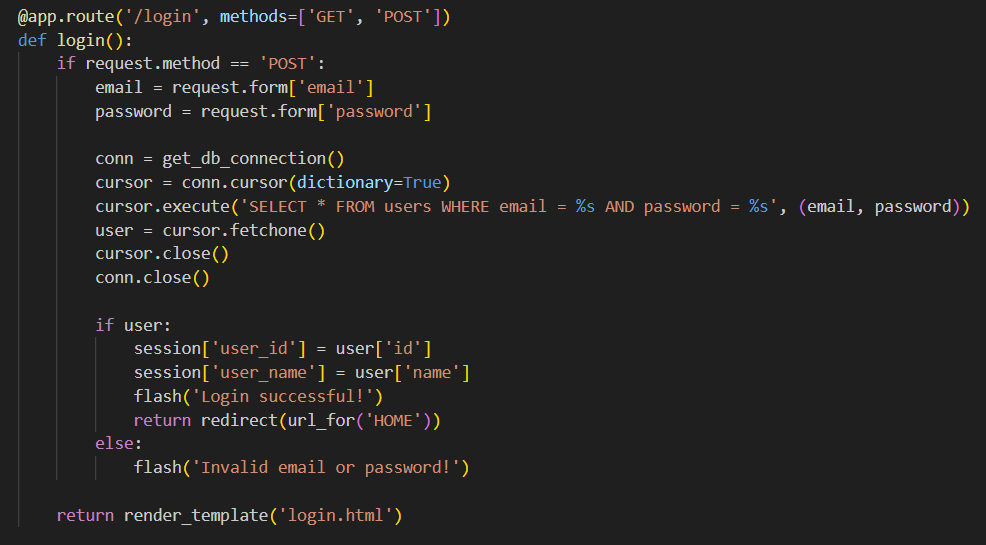 @app.route('/login', methods=['GET', 'POST'])
def login():
    if request.method == 'POST':
        email = request.form['email']
        password = request.form['password']

        conn = get_db_connection()
        cursor = conn.cursor(dictionary=True)
        cursor.execute('SELECT * FROM users WHERE email = %s AND password = %s', (email, password))
        user = cursor.fetchone()
        cursor.close()
        conn.close()

        if user:
            session['user_id'] = user['id']
            session['user_name'] = user['name']
            flash('Login successful!')
            return redirect(url_for('HOME'))
        else:
            flash('Invalid email or password!')

    return render_template('login.html')